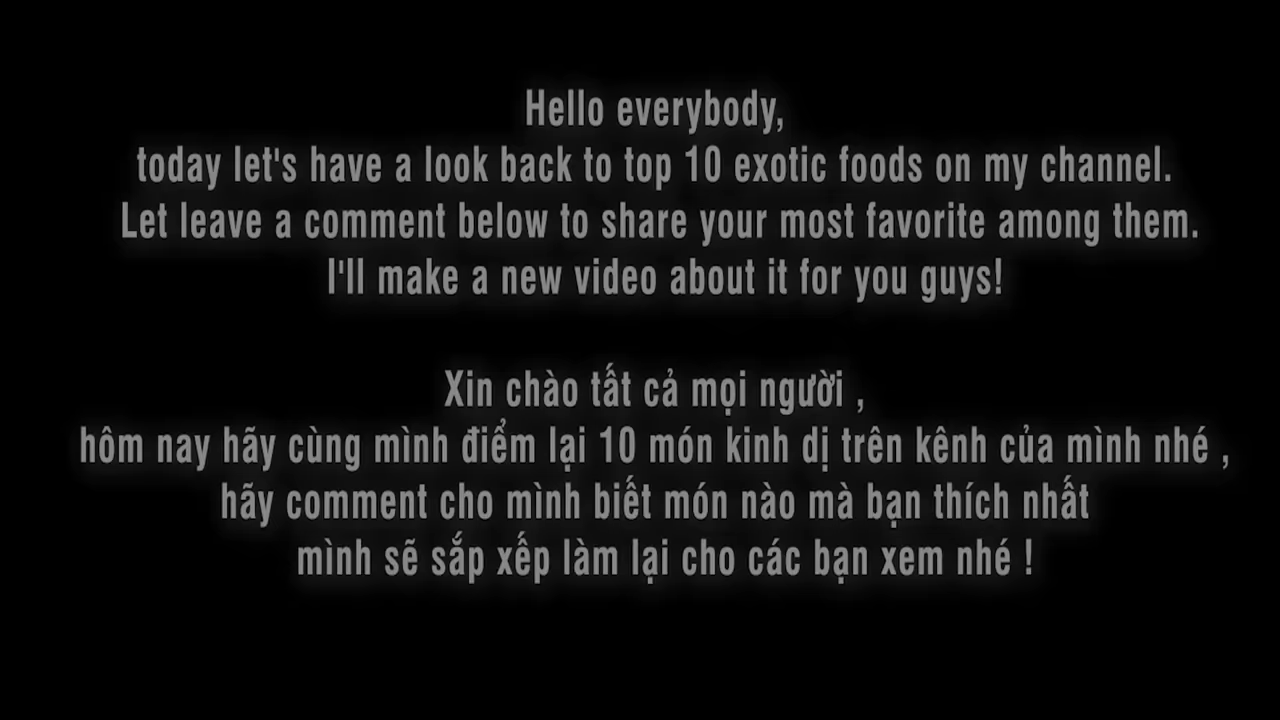 Hello everybody,
today let's have a look back to top 10 exotic foods on my channel.
Let leave a comment below to share your most favorite among them.
I'll make a new video about it for you guys!
Xin chào tất cả mọi người ,
hôm nay hãy cùng mình điểm lại 10 món kinh dị trên kênh của mình nhé ,
hãy comment cho mình biết món nào mà bạn thích nhất
mình sẽ sắp xếp làm lại cho các bạn xem nhé !